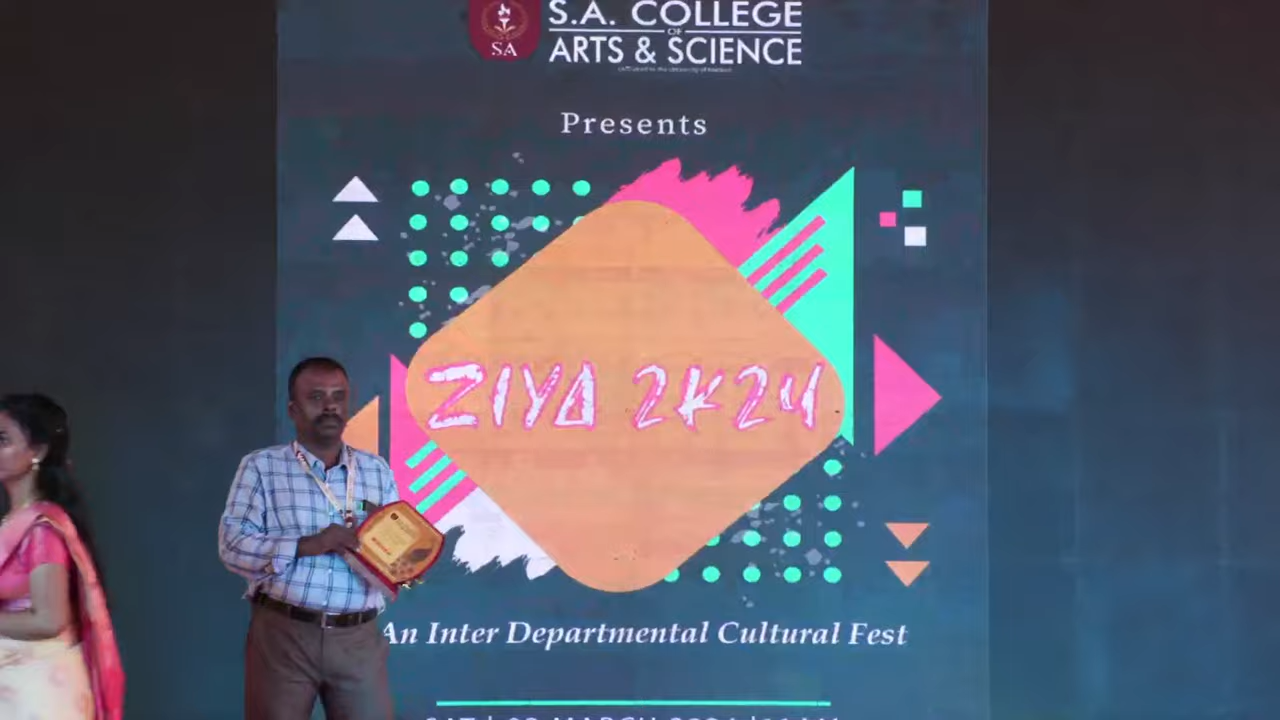 SA
S.A. COLLEGE
OF
ARTS & SCIENCE
Presents
ZIYA 2K24
An Inter Departmental Cultural Fest